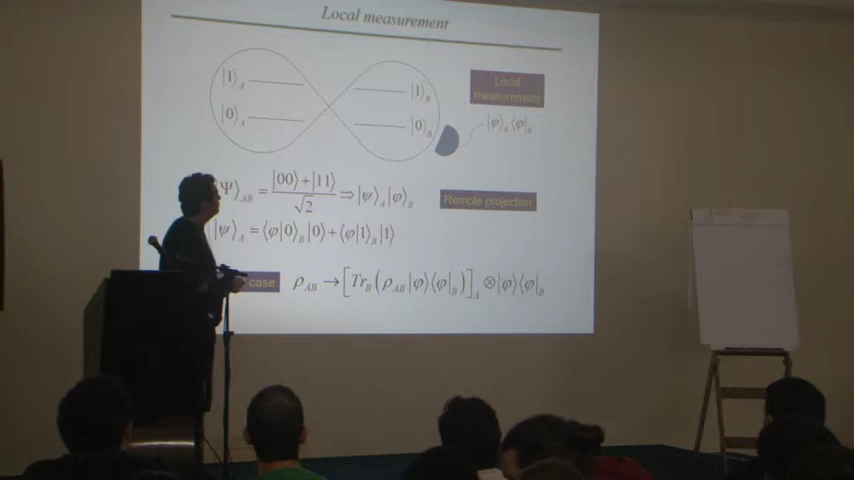 Local measurement
|1⟩_A
|1⟩_B
|0⟩_A
|0⟩_B
Local
measurement
|φ⟩_B⟨φ|_B
Ψ⟩_AB = (|00⟩+|11⟩)/√2 ⇒ |ψ⟩_A|φ⟩_B
Remote projection
|ψ⟩_A = ⟨φ|0⟩_B|0⟩ + ⟨φ|1⟩_B|1⟩
case
ρ_AB → [Tr_B(ρ_AB|φ⟩⟨φ|_B)]_A ⊗|φ⟩⟨φ|_B